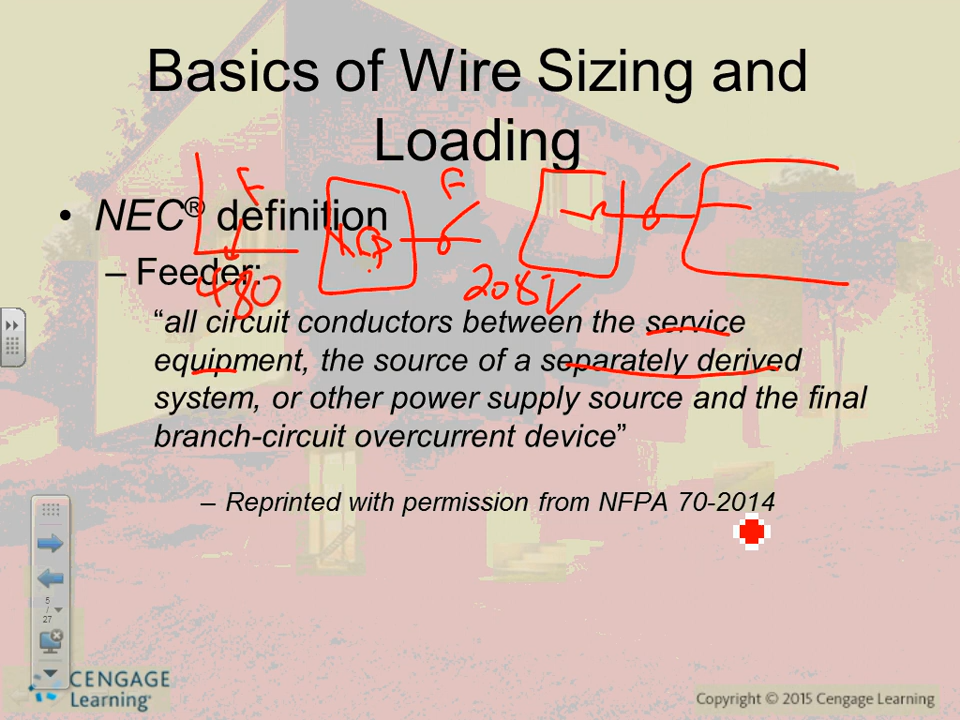 Basics of Wire Sizing and
Loading
F
F
• NEC® definition
– Feeder:
480
208V
“all circuit conductors between the service
equipment, the source of a separately derived
system, or other power supply source and the final
branch-circuit overcurrent device”
– Reprinted with permission from NFPA 70-2014
5
/
27
CENGAGE
Learning
Copyright © 2015 Cengage Learning